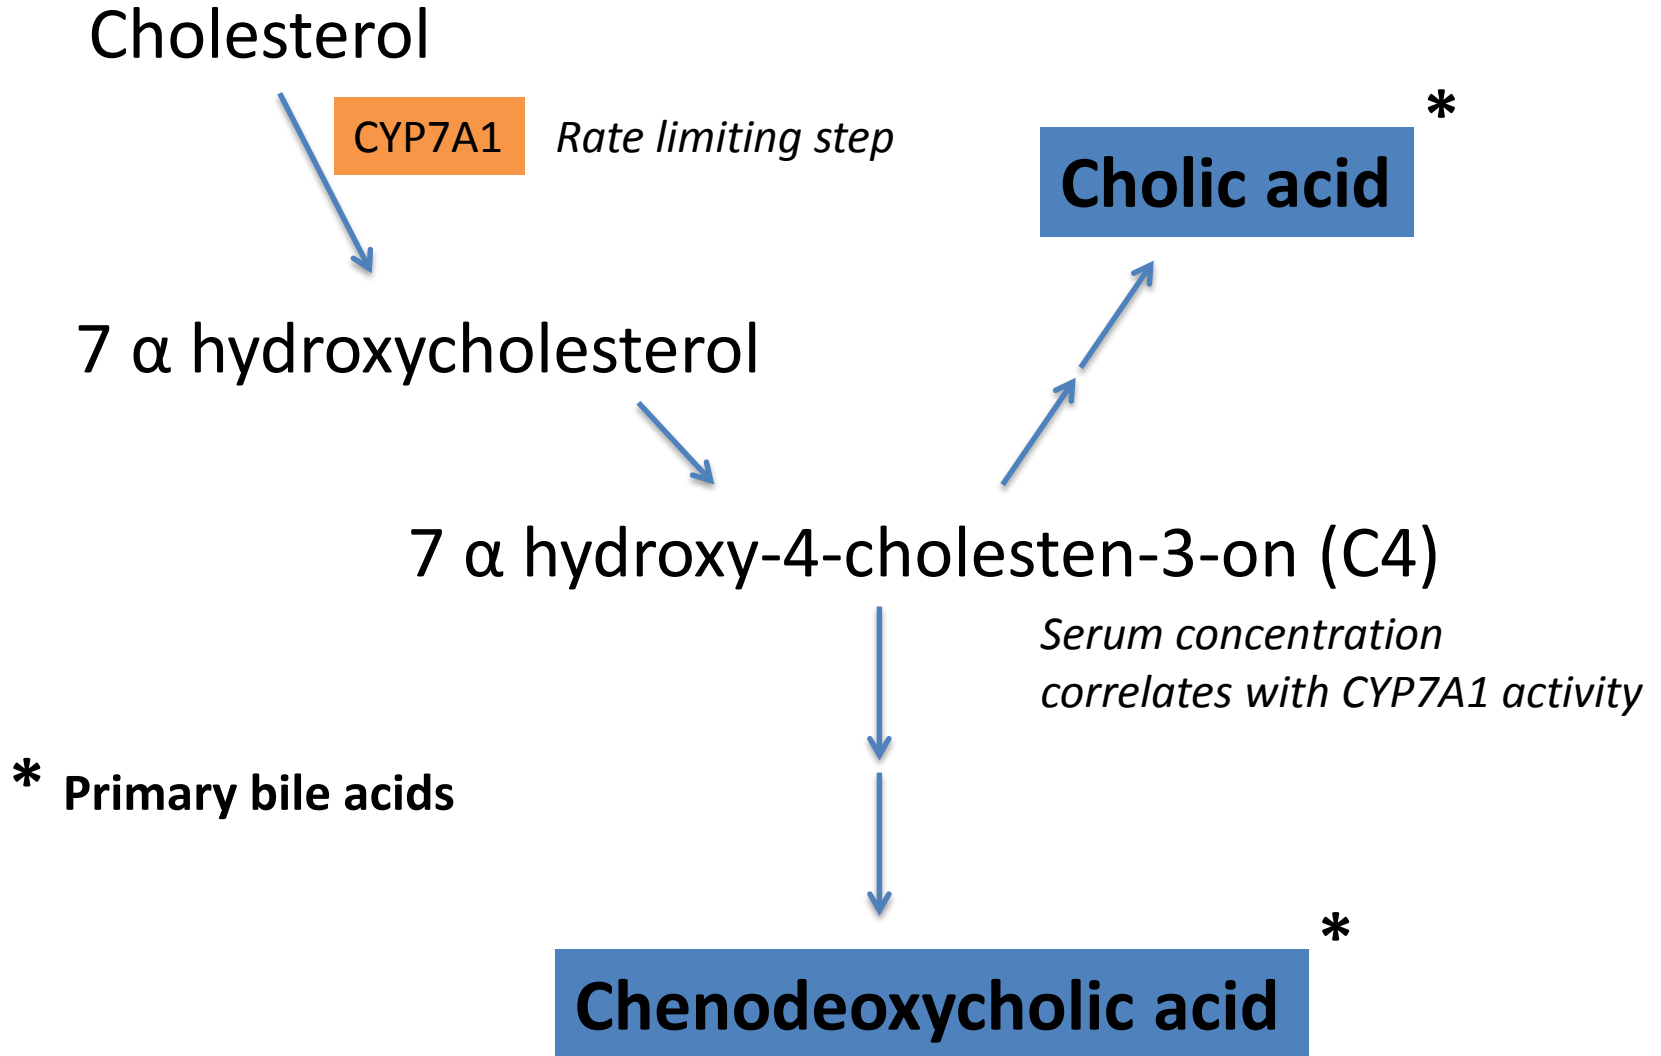 Cholesterol
CYP7A1
Rate limiting step
*
Cholic acid
7 α hydroxycholesterol
7 α hydroxy-4-cholesten-3-on (C4)
Serum concentration
correlates with CYP7A1 activity
* Primary bile acids
*
Chenodeoxycholic acid